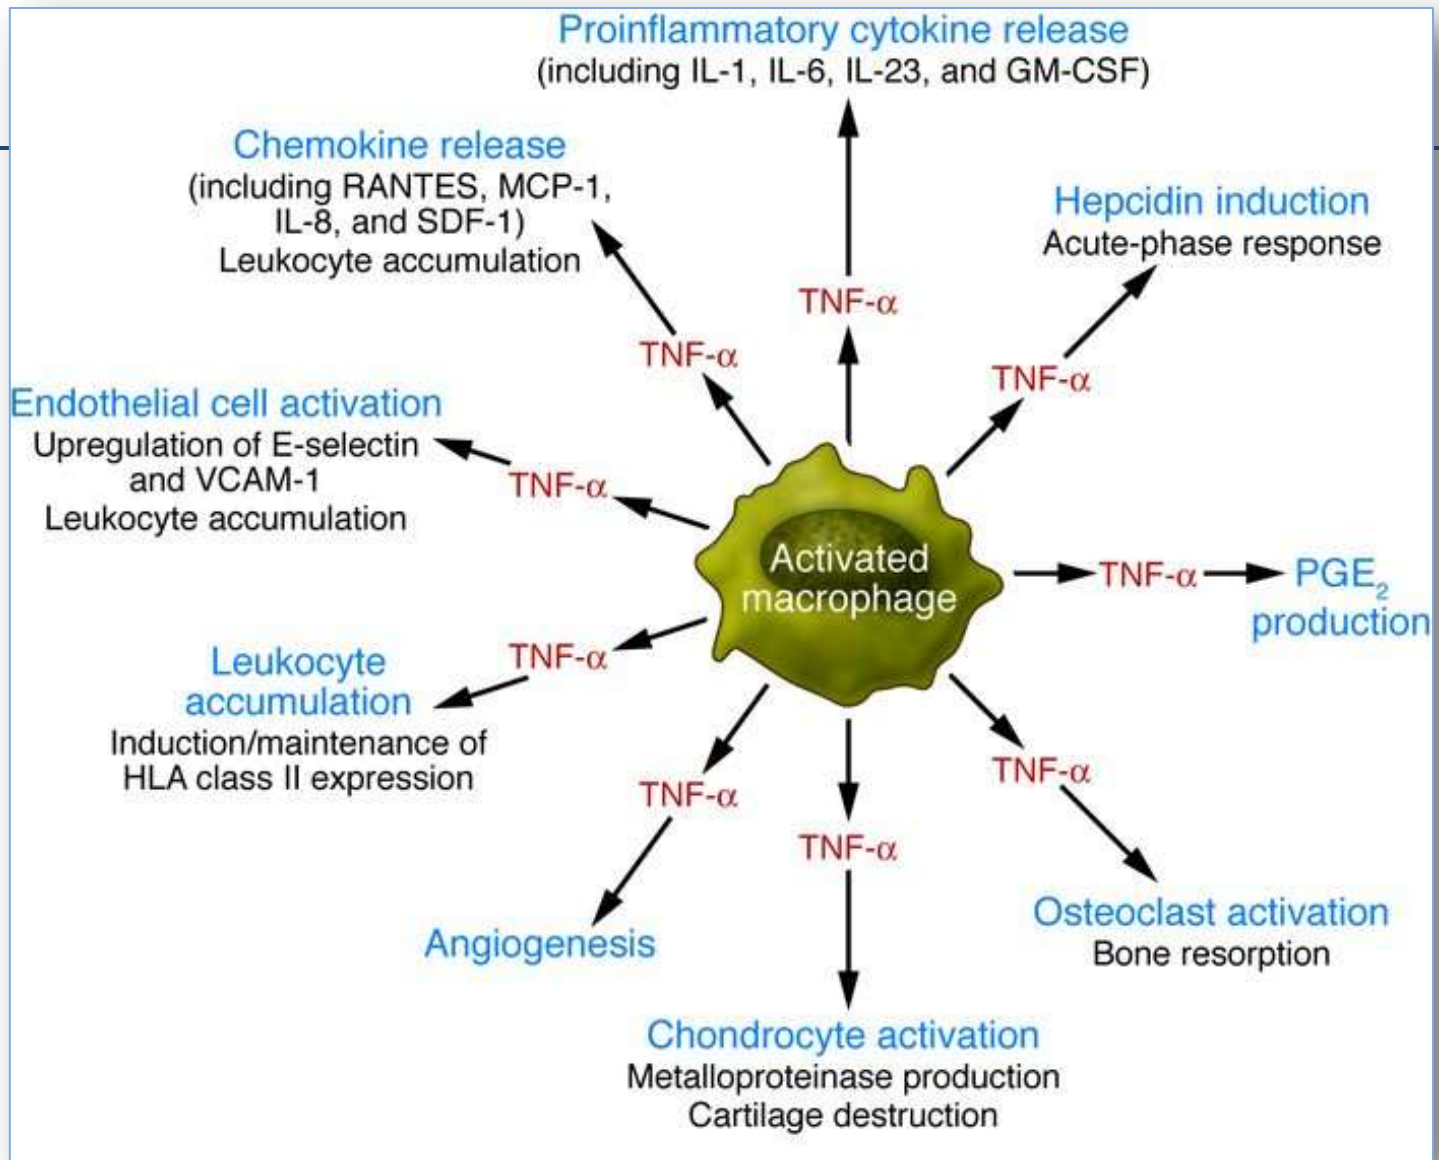 Proinflammatory cytokine release
(including IL-1, IL-6, IL-23, and GM-CSF)
Chemokine release
(including RANTES, MCP-1,
IL-8, and SDF-1)
Leukocyte accumulation
Hepcidin induction
Acute-phase response
TNF-α
TNF-α
TNF-α
Endothelial cell activation
Upregulation of E-selectin
and VCAM-1
Leukocyte accumulation
TNF-α
Activated
macrophage
TNF-α
PGE₂
production
TNF-α
Leukocyte
accumulation
Induction/maintenance of
HLA class II expression
TNF-α
TNF-α
TNF-α
Angiogenesis
Osteoclast activation
Bone resorption
Chondrocyte activation
Metalloproteinase production
Cartilage destruction